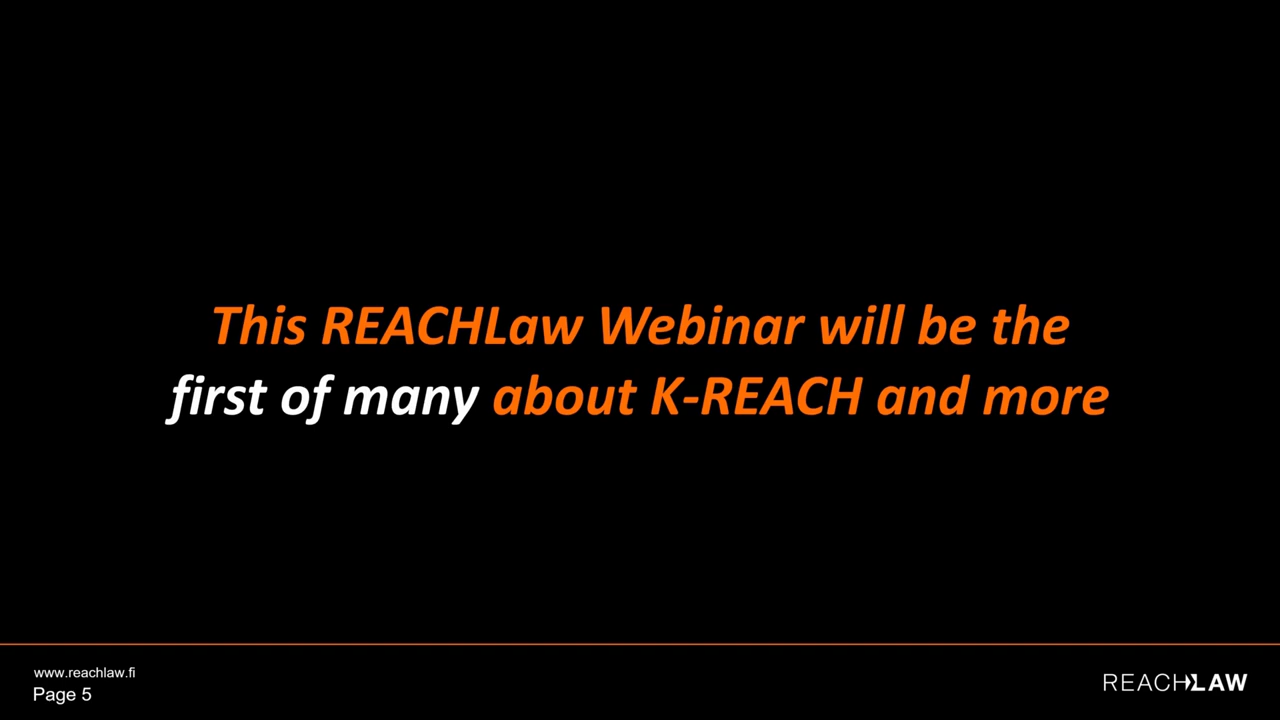 This REACHLaw Webinar will be the
first of many about K-REACH and more
www.reachlaw.fi
Page 5
REACHLAW